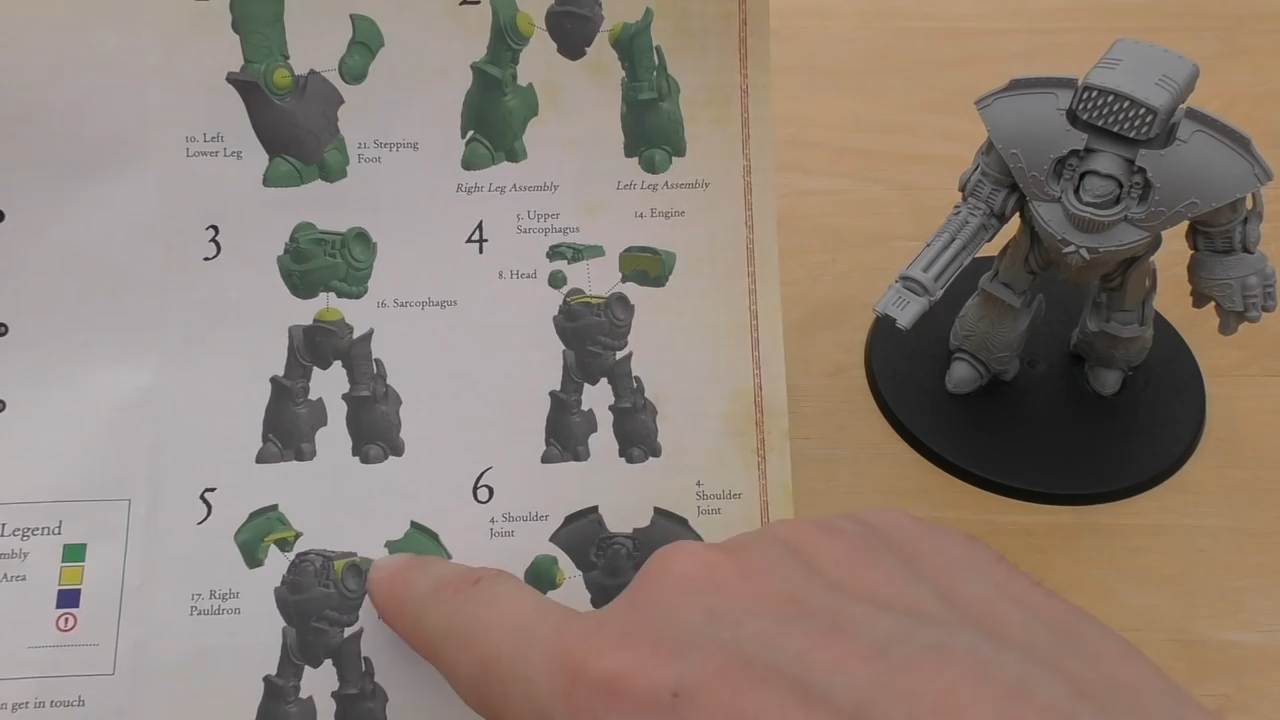 10. Left
Lower Leg
21. Stepping
Foot
Right Leg Assembly
Left Leg Assembly
3
16. Sarcophagus
4
5. Upper
Sarcophagus
14. Engine
8. Head
5
17. Right
Pauldron
6
4. Shoulder
Joint
4.
Shoulder
Joint
Legend
mbly
Area
n get in touch